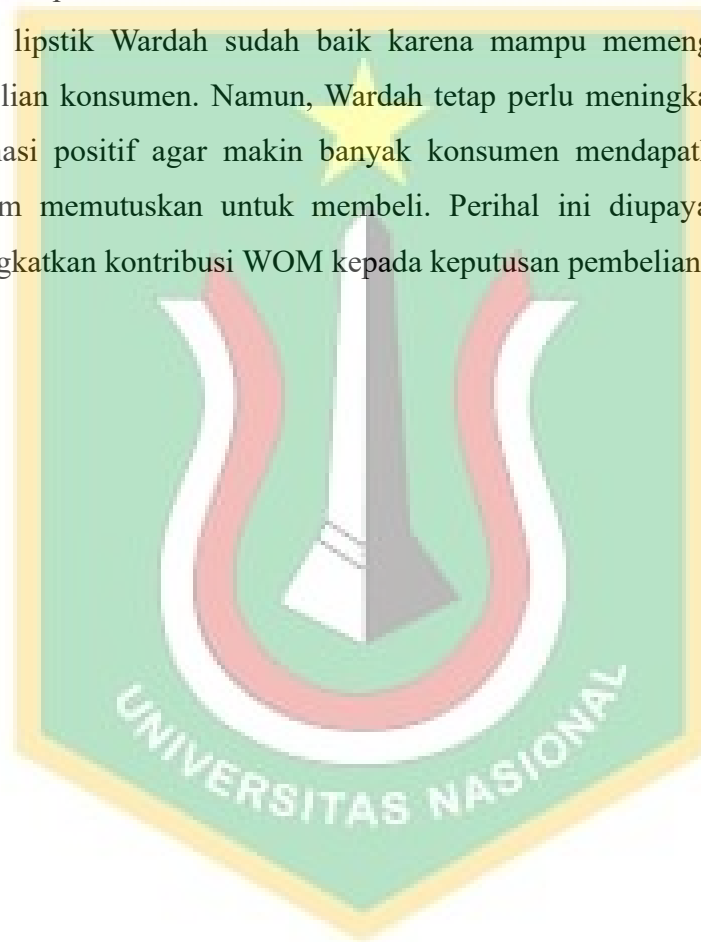 lipstik Wardah sudah baik karena mampu memeng
lian konsumen. Namun, Wardah tetap perlu meningka
asi positif agar makin banyak konsumen mendapat
m memutuskan untuk membeli. Perihal ini diupaya
gkatkan kontribusi WOM kepada keputusan pembelian
UNIVERSITAS NASIONAL